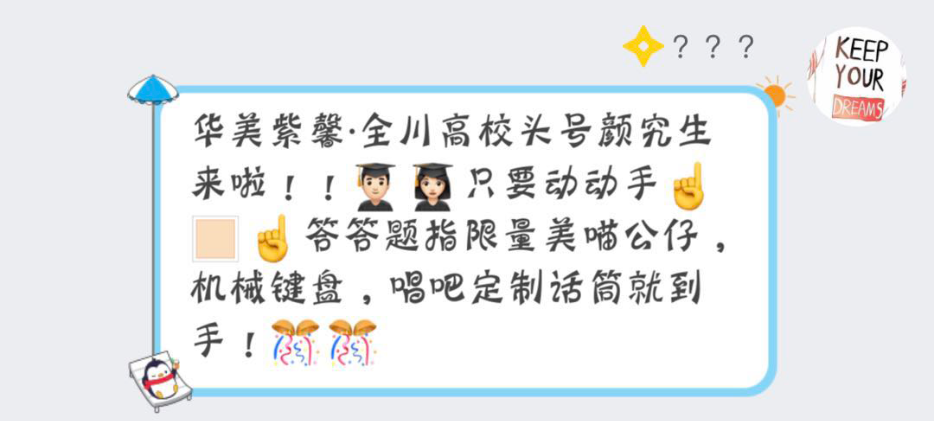 ？？？
KEEP
YOUR
DREAMS
华美紫馨·全川高校头号颜究生
来啦！！👨🏻‍🎓👩🏻‍🎓只要动动手☝
🏻☝答答题指限量美喵公仔，
机械键盘，唱吧定制话筒就到
手！🎊🎊